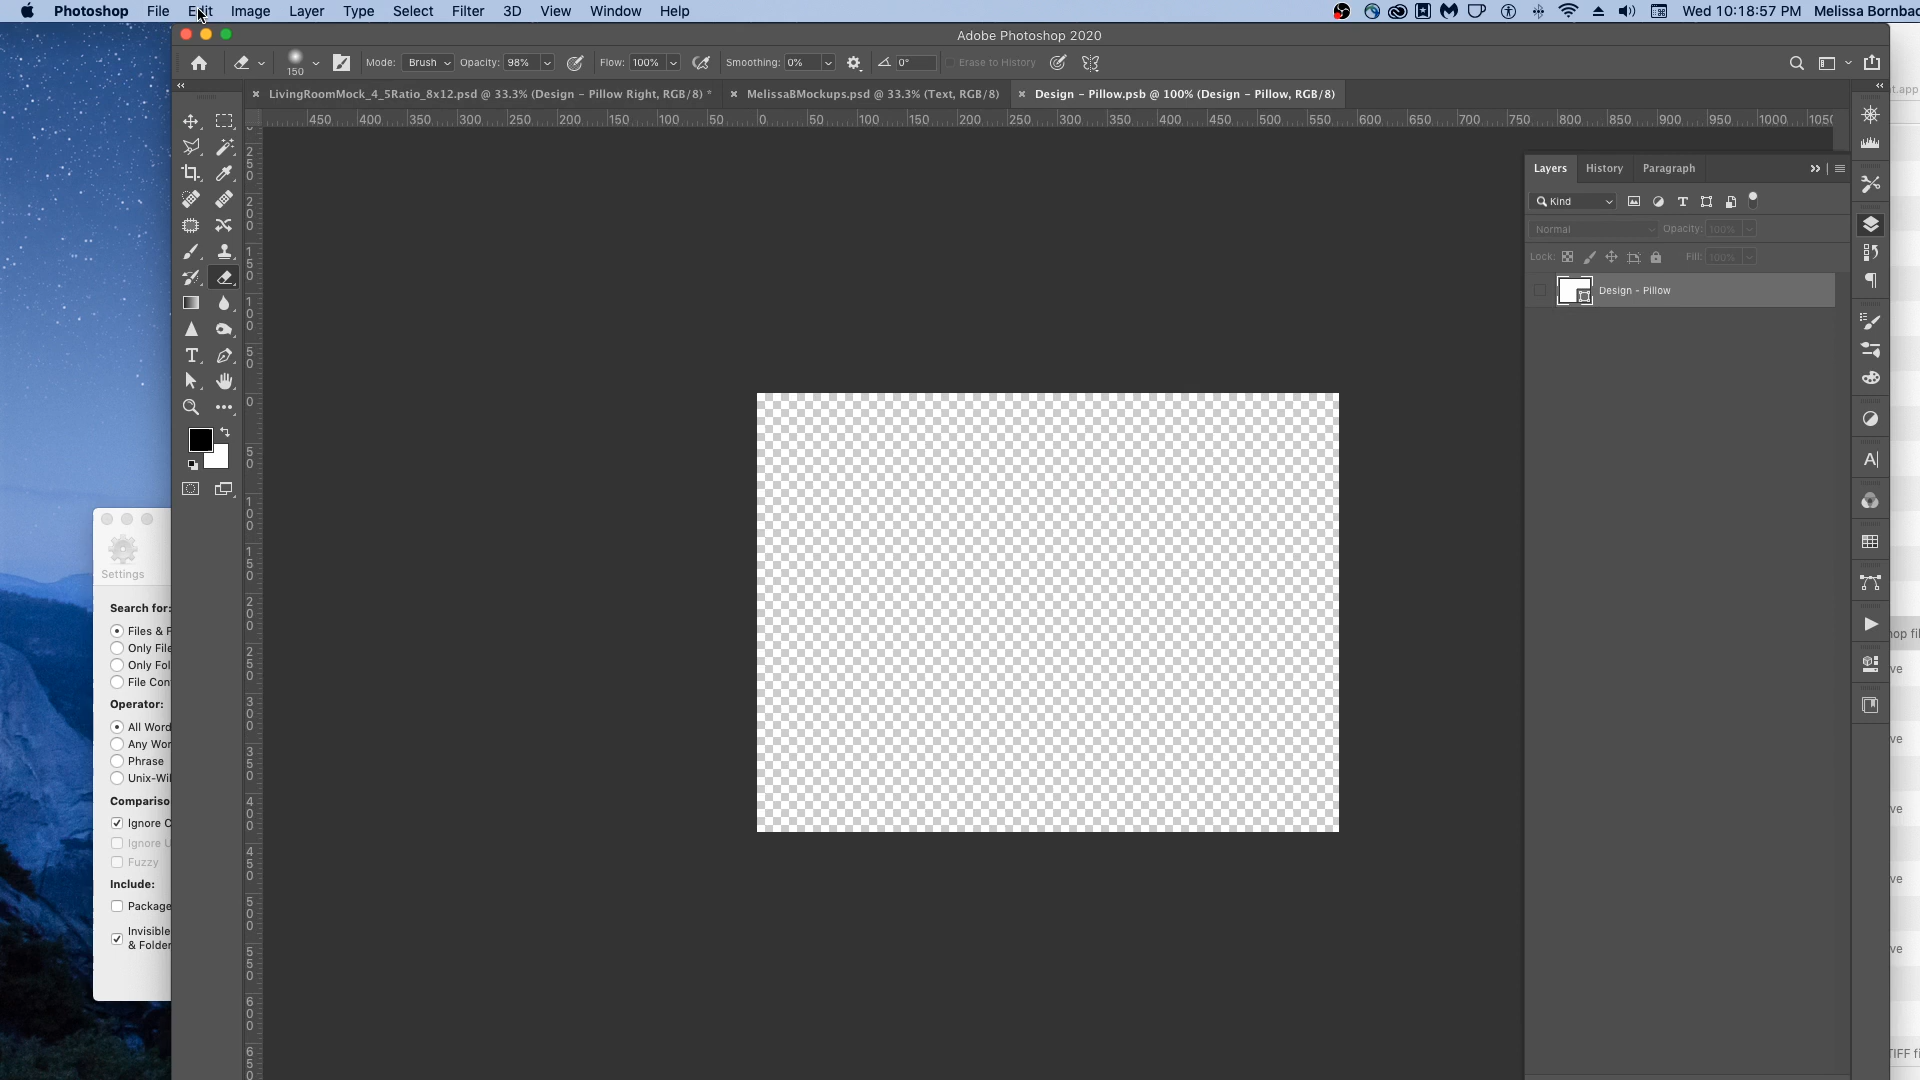 Photoshop File Edit Image Layer Type Select Filter 3D View Window Help Wed 10:18:57 PM Melissa Bornbac
Adobe Photoshop 2020
150 Mode: Brush Opacity: 98% Flow: 100% Smoothing: 0% 0° Erase to History
LivingRoomMock_4_5Ratio_8x12.psd @ 33.3% (Design - Pillow Right, RGB/8) * MelissaBMockups.psd @ 33.3% (Text, RGB/8) Design - Pillow.psb @ 100% (Design - Pillow, RGB/8)
450 400 350 300 250 200 150 100 50 0 50 100 150 200 250 300 350 400 450 500 550 600 650 700 750 800 850 900 950 1000 1050
250
200
150
100
50
0
50
100
150
200
250
300
350
400
450
500
550
600
650
Layers History Paragraph
Kind
Normal Opacity: 100%
Lock: Fill: 100%
Design - Pillow
Settings
Search for:
Files & F
Only File
Only Fol
File Con
Operator:
All Word
Any Wor
Phrase
Unix-Wil
Compariso
Ignore C
Ignore U
Fuzzy
Include:
Package
Invisible
& Folder
t.app
hop fil
ve
ve
ve
ve
ve
TIFF fi